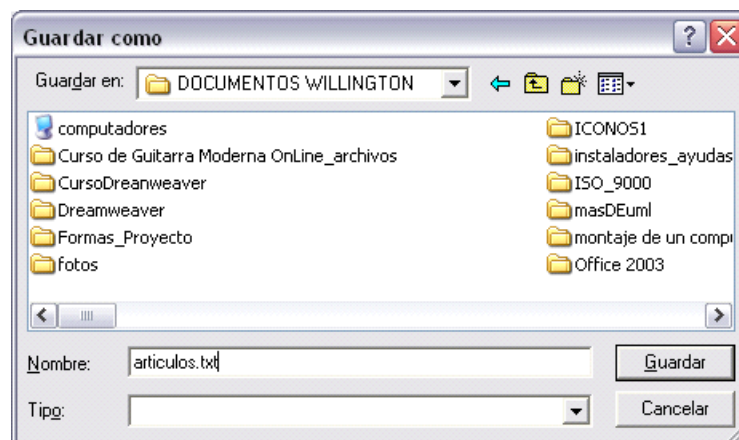 Guardar como
Guardar en: DOCUMENTOS WILLINGTON
computadores
Curso de Guitarra Moderna OnLine_archivos
CursoDreanweaver
Dreamweaver
Formas_Proyecto
fotos
ICONOS1
instaladores_ayudas
ISO_9000
masDEuml
montaje de un compu
Office 2003
Nombre: articulos.txt Guardar
Tipo: Cancelar